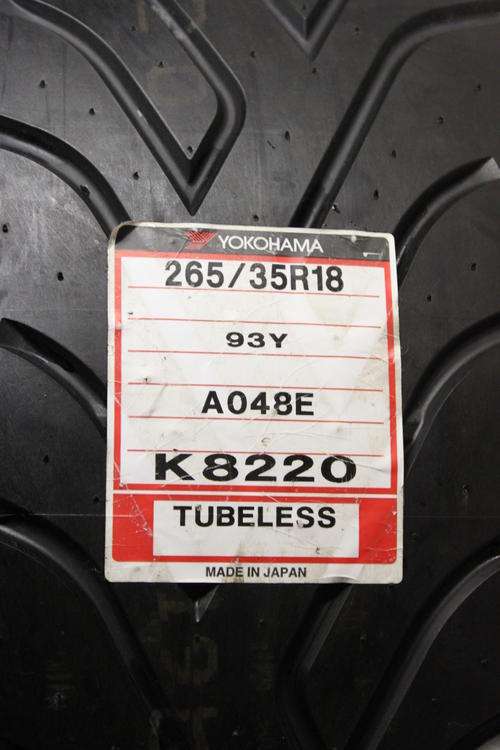 YOKOHAMA
265/35R18
93Y
A048E
K8220
TUBELESS
MADE IN JAPAN